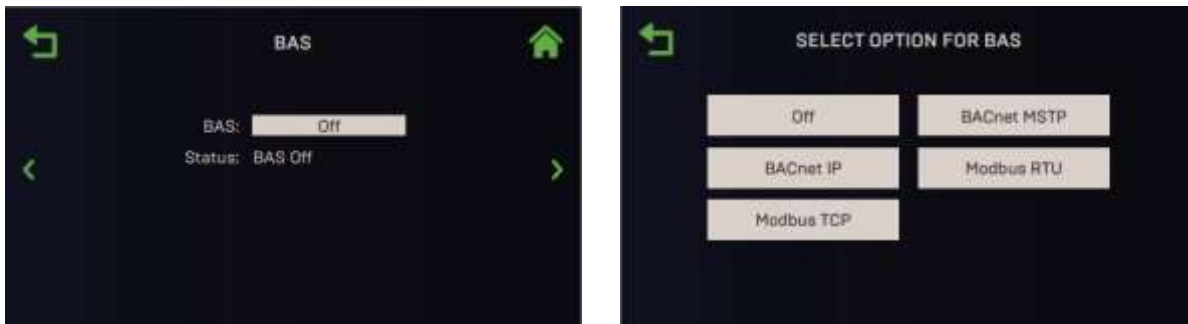 BAS
BAS: Off
Status: BAS Off
SELECT OPTION FOR BAS
Off BACnet MSTP
BACnet IP Modbus RTU
Modbus TCP